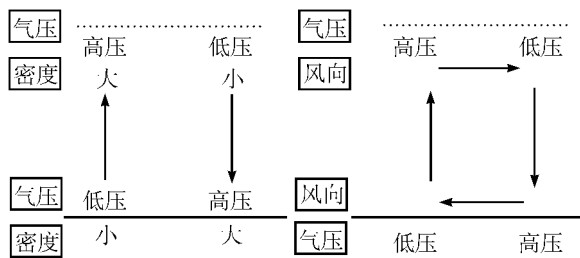 气压 气压
高压 低压 高压 低压
密度 大 小 风向
气压 低压 高压 风向
密度 小 大 气压 低压 高压